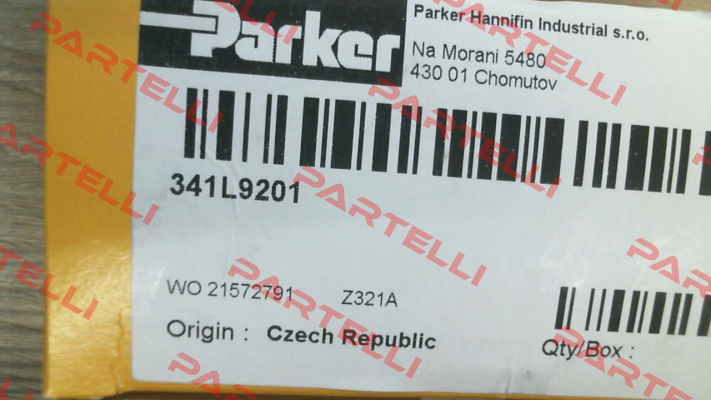 Parker
Parker Hannifin Industrial s.r.o.
Na Morani 5480
430 01 Chomutov
341L9201
WO 21572791 Z321A
Origin : Czech Republic
Qty/Box :
PARTELLI
PARTELLI
PARTELLI
PARTELLI
PARTELLI
PARTELLI
PARTELLI